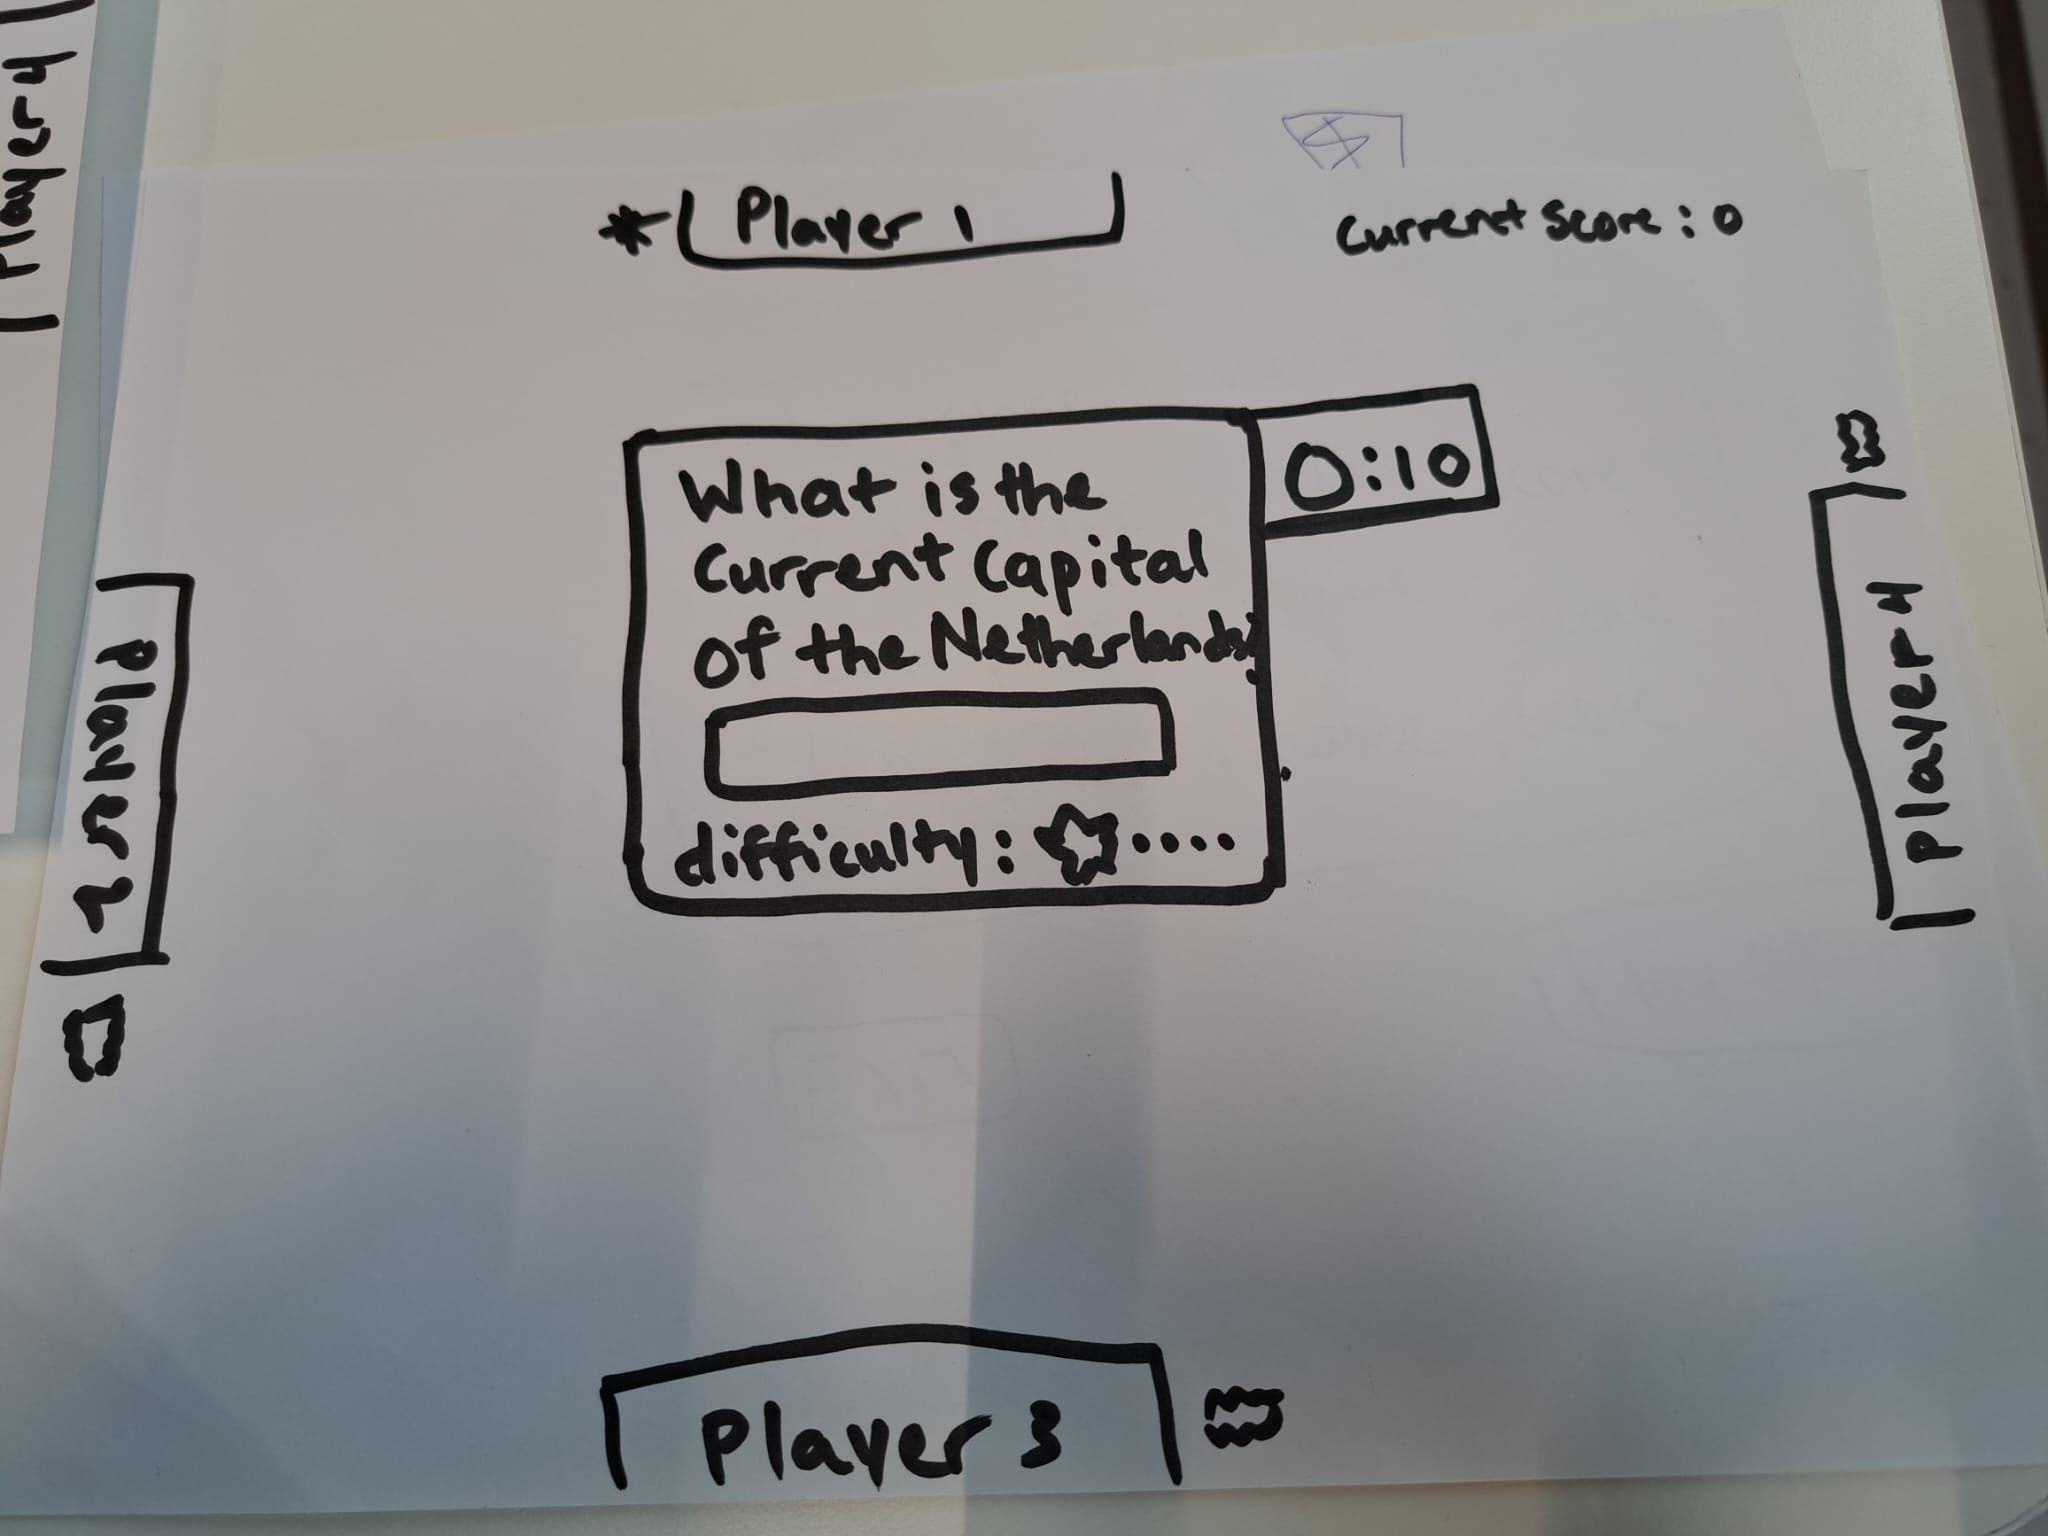 Player 4
Player 1
Current Score: 0
What is the
0:10
Current Capital
of the Netherlands?
difficulty:
Player 2
Player 4
Player 3